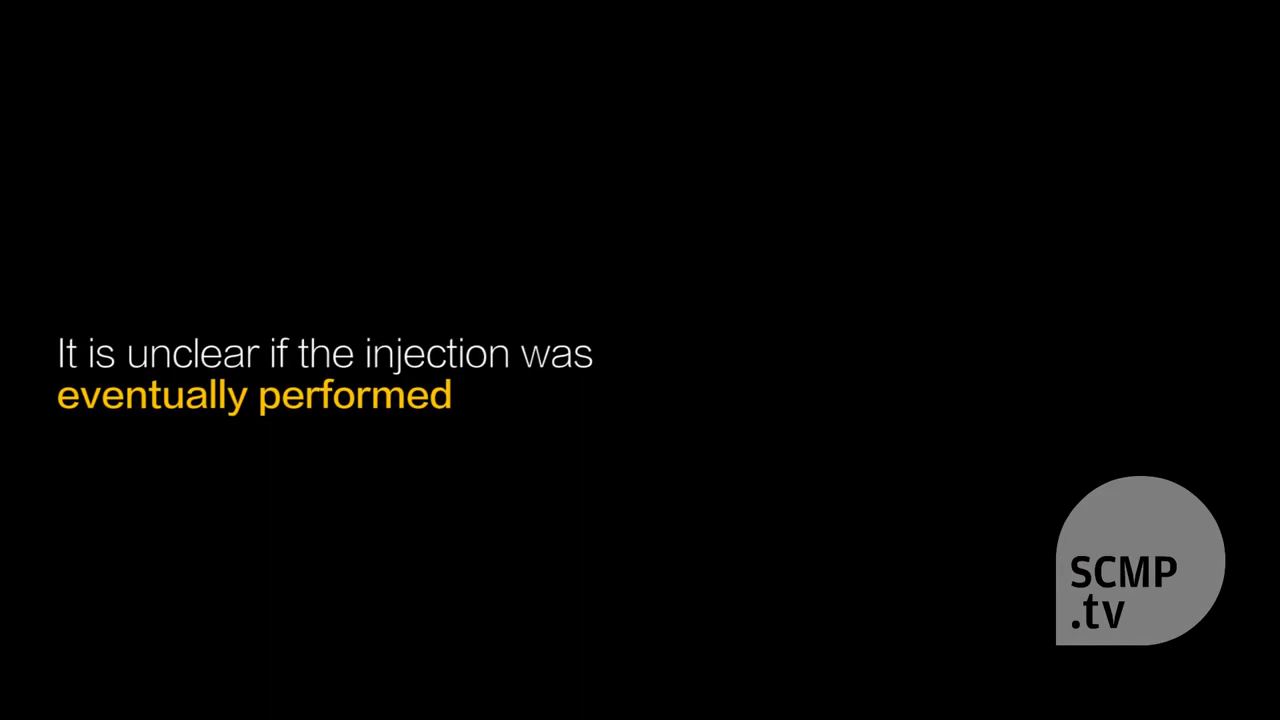 It is unclear if the injection was
eventually performed
SCMP
.tv